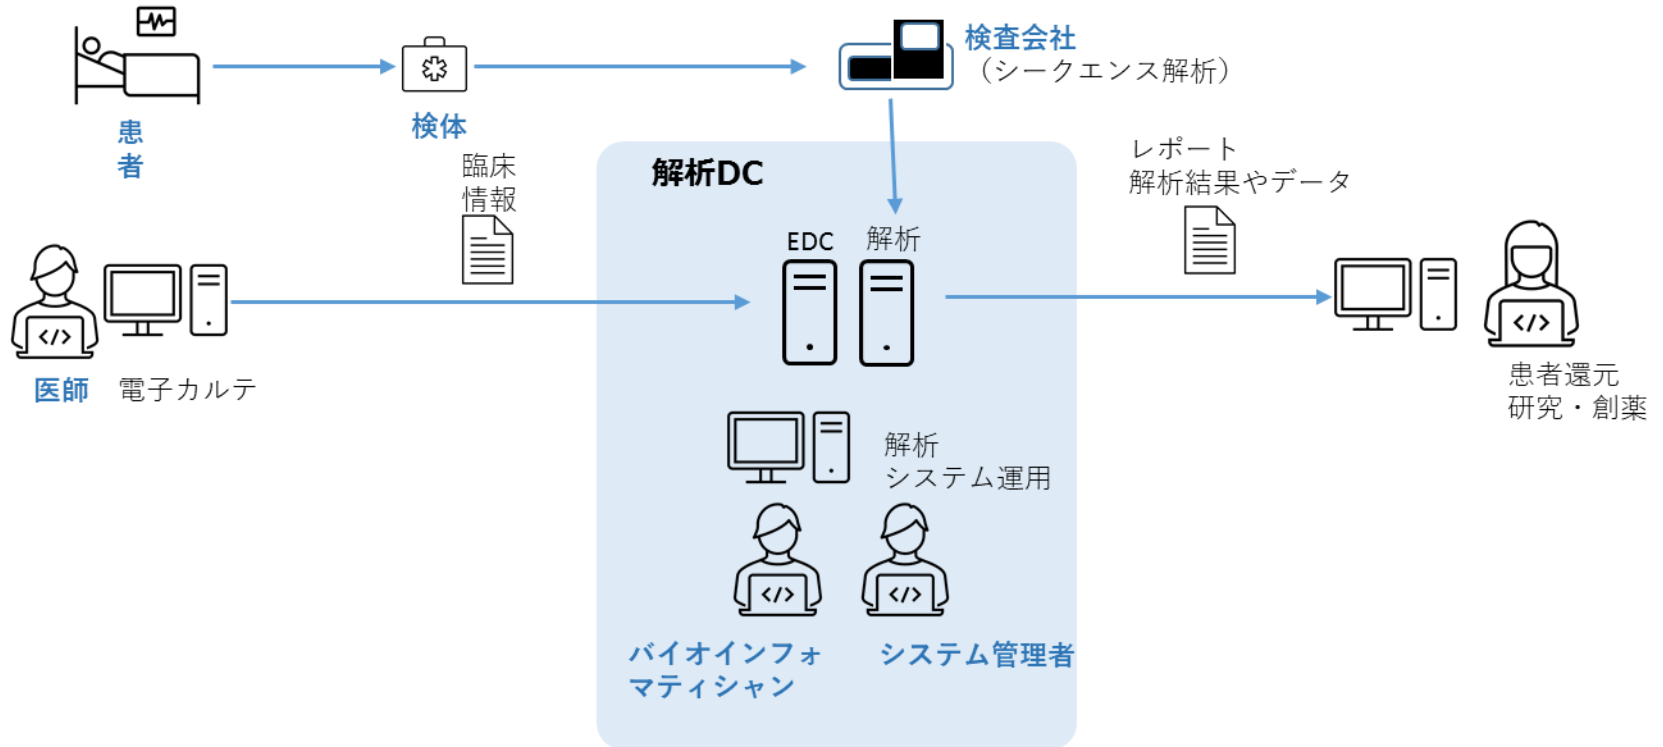 検査会社
（シークエンス解析）
患
者
検体
臨床
情報
解析DC
レポート
解析結果やデータ
EDC
解析
</>
医師
電子カルテ
</>
患者還元
研究・創薬
解析
システム運用
</>
</>
バイオインフォ
マティシャン
システム管理者